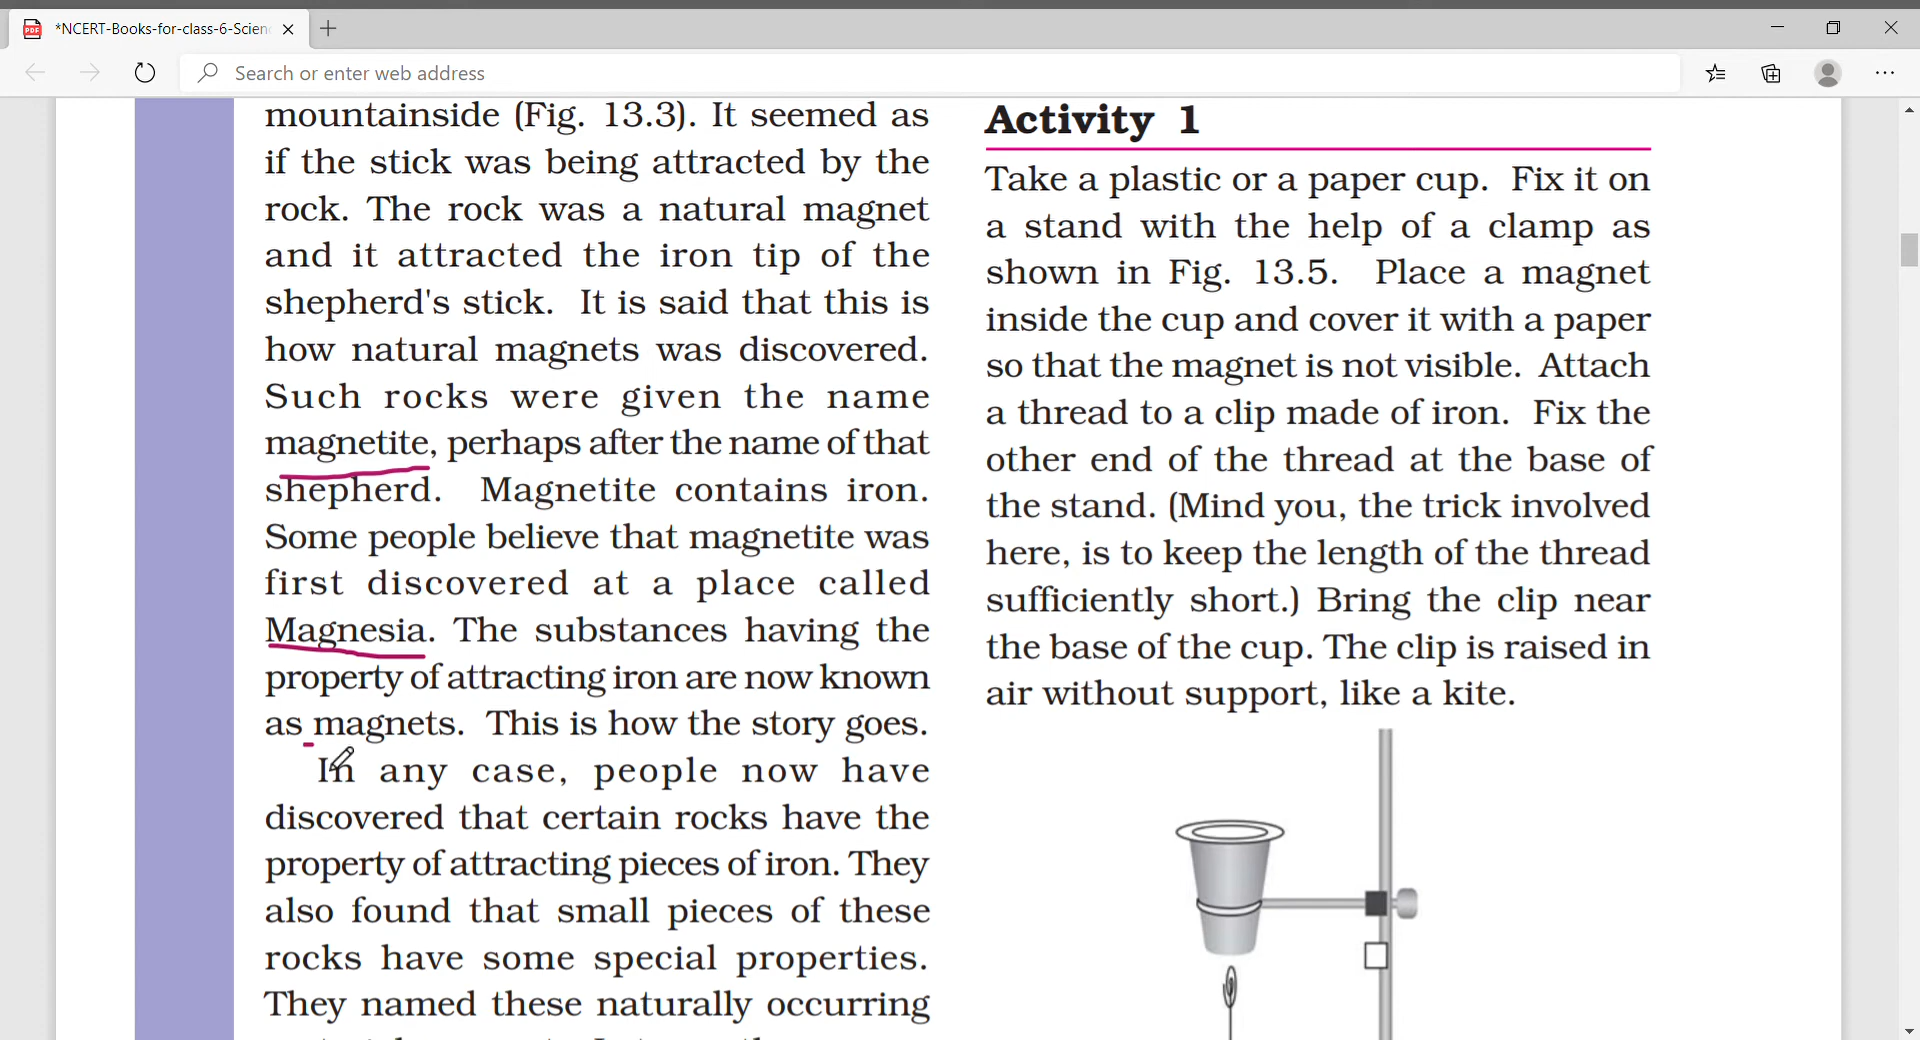 *NCERT-Books-for-class-6-Scien
Search or enter web address
mountainside (Fig. 13.3). It seemed as
if the stick was being attracted by the
rock. The rock was a natural magnet
and it attracted the iron tip of the
shepherd's stick. It is said that this is
how natural magnets was discovered.
Such rocks were given the name
magnetite, perhaps after the name of that
shepherd. Magnetite contains iron.
Some people believe that magnetite was
first discovered at a place called
Magnesia. The substances having the
property of attracting iron are now known
as magnets. This is how the story goes.
In any case, people now have
discovered that certain rocks have the
property of attracting pieces of iron. They
also found that small pieces of these
rocks have some special properties.
They named these naturally occurring
Activity 1
Take a plastic or a paper cup. Fix it on
a stand with the help of a clamp as
shown in Fig. 13.5. Place a magnet
inside the cup and cover it with a paper
so that the magnet is not visible. Attach
a thread to a clip made of iron. Fix the
other end of the thread at the base of
the stand. (Mind you, the trick involved
here, is to keep the length of the thread
sufficiently short.) Bring the clip near
the base of the cup. The clip is raised in
air without support, like a kite.